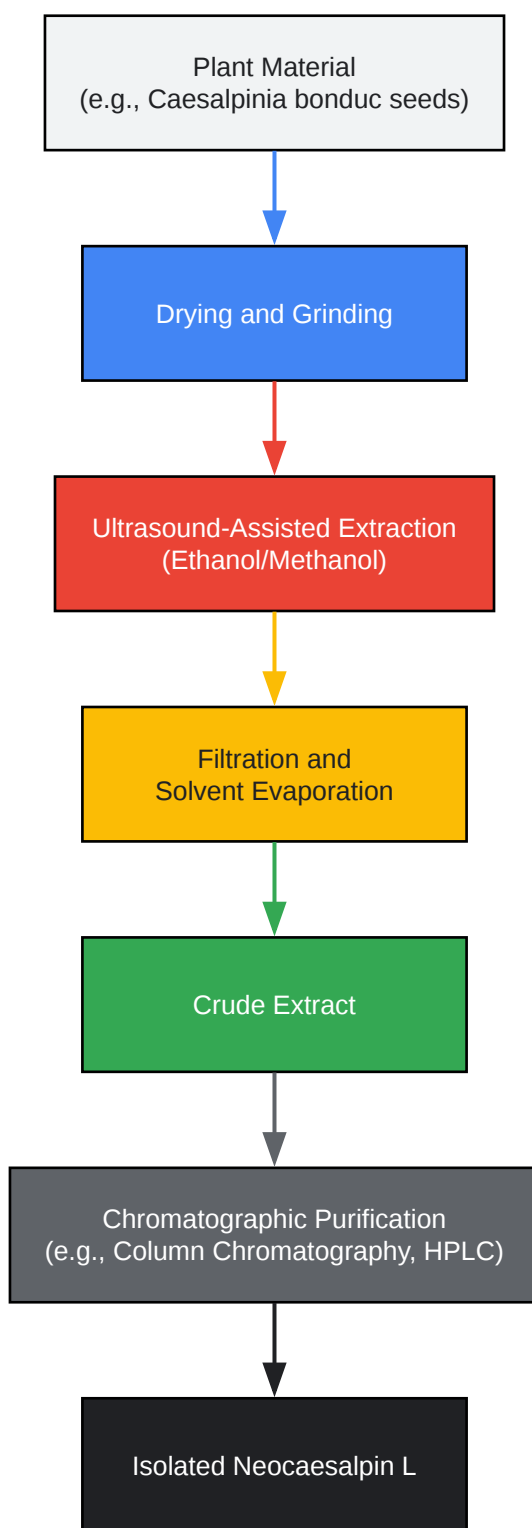 Plant Material
(e.g., Caesalpinia bonduc seeds)
Drying and Grinding
Ultrasound-Assisted Extraction
(Ethanol/Methanol)
Filtration and
Solvent Evaporation
Crude Extract
Chromatographic Purification
(e.g., Column Chromatography, HPLC)
Isolated Neocaesalpin L